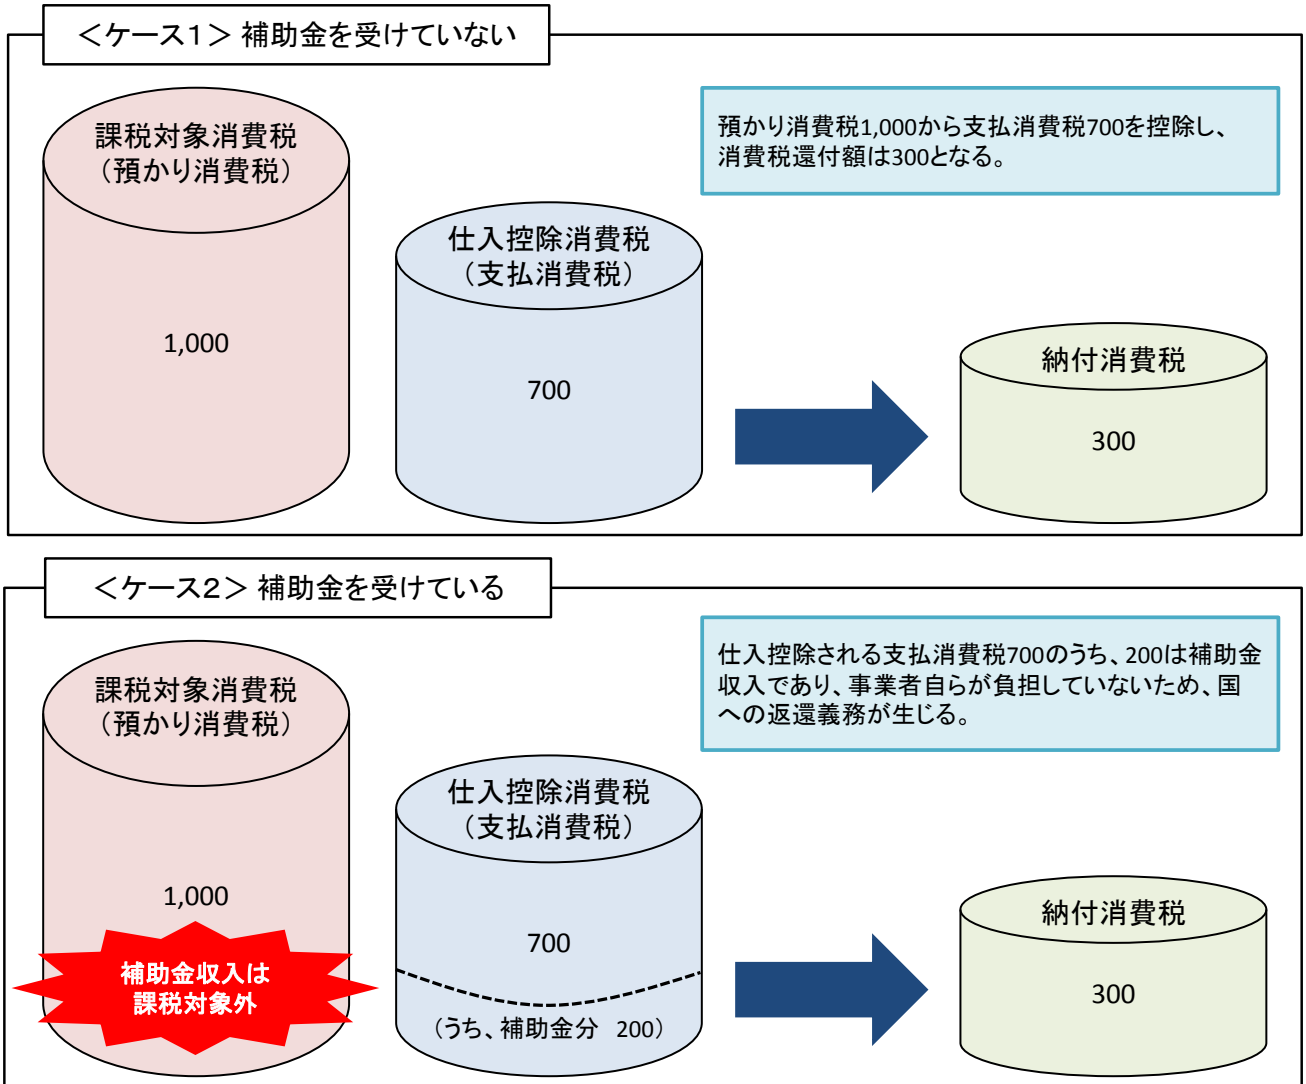 ＜ケース１＞ 補助金を受けていない
課税対象消費税
（預かり消費税）
1,000
仕入控除消費税
（支払消費税）
700
預かり消費税1,000から支払消費税700を控除し、
消費税還付額は300となる。
納付消費税
300
＜ケース２＞ 補助金を受けている
課税対象消費税
（預かり消費税）
1,000
補助金収入は
課税対象外
仕入控除消費税
（支払消費税）
700
（うち、補助金分　200）
仕入控除される支払消費税700のうち、200は補助金
収入であり、事業者自らが負担していないため、国
への返還義務が生じる。
納付消費税
300